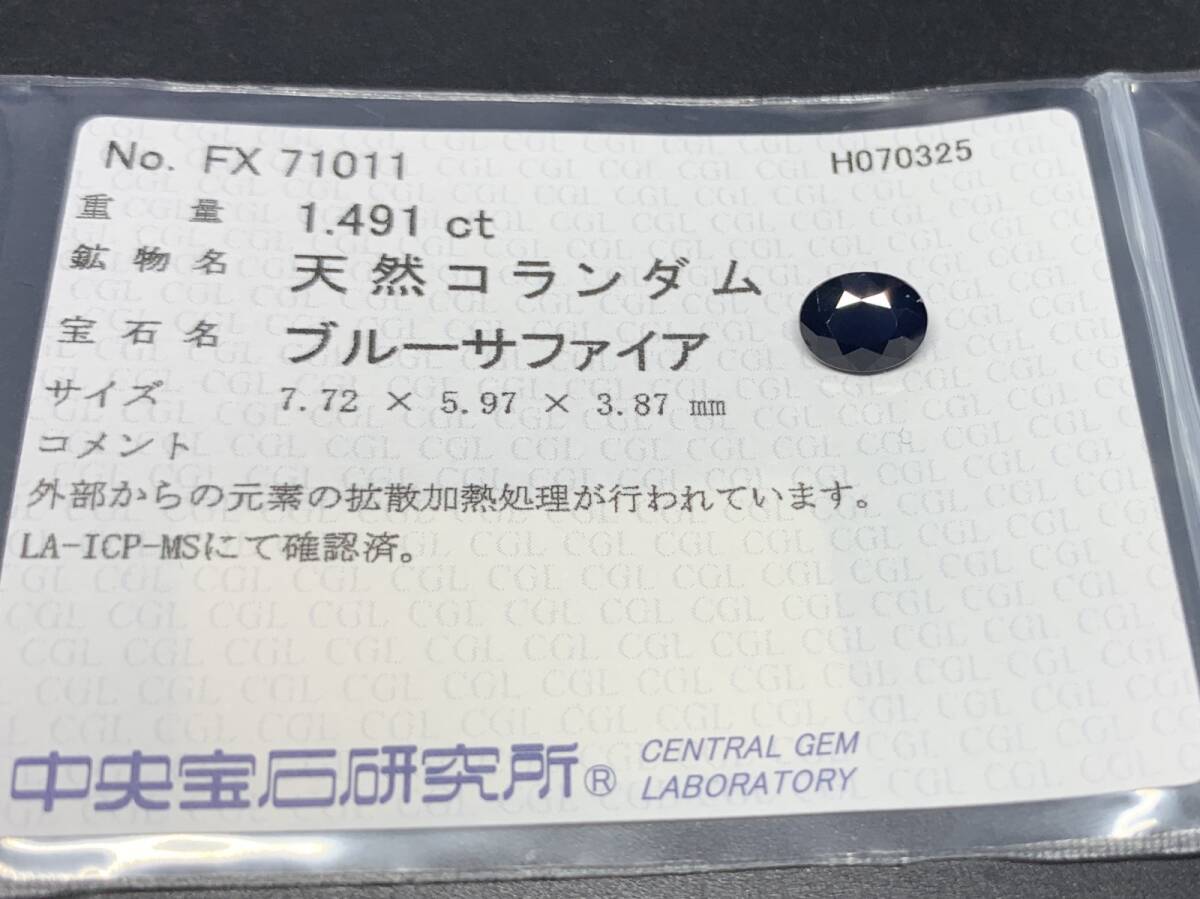 No. FX 71011 H070325
重量 1.491 ct
鉱物名 天然コランダム
宝石名 ブルーサファイア
サイズ 7.72 × 5.97 × 3.87 mm
コメント
外部からの元素の拡散加熱処理が行われています。
LA-ICP-MSにて確認済。
中央宝石研究所® CENTRAL GEM
LABORATORY